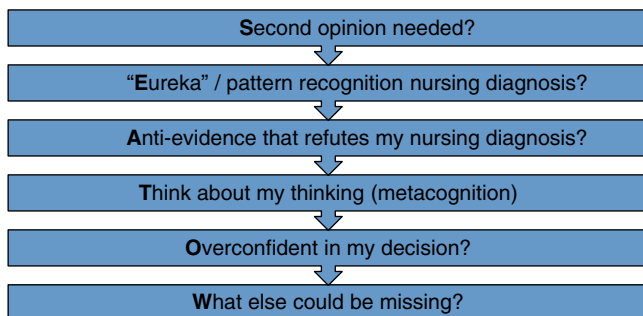 Second opinion needed?
“Eureka” / pattern recognition nursing diagnosis?
Anti-evidence that refutes my nursing diagnosis?
Think about my thinking (metacognition)
Overconfident in my decision?
What else could be missing?